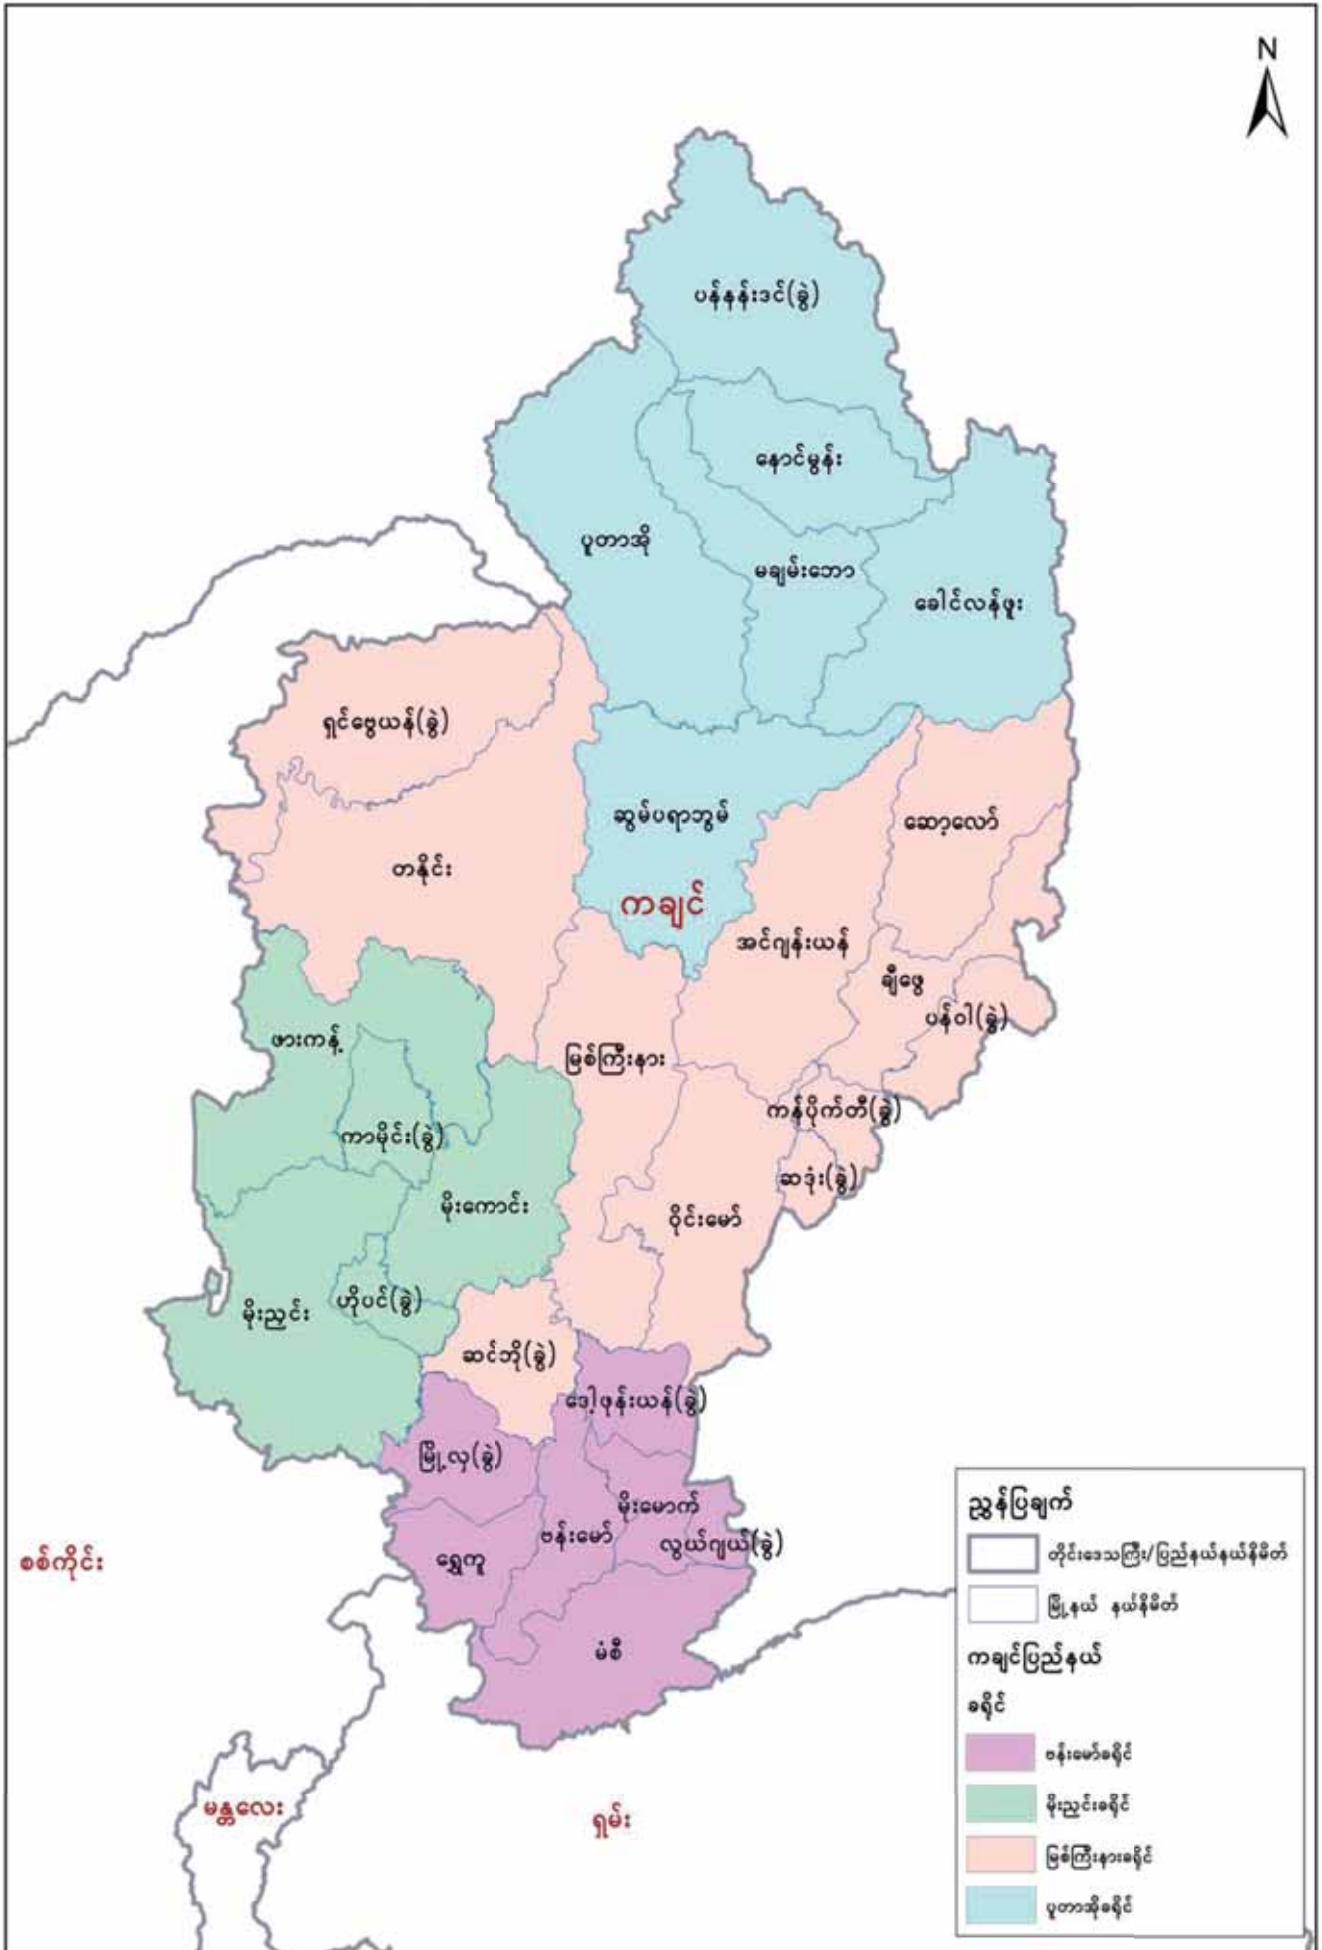 N
ပန်နန်းဒင်(ခွဲ)
နောင်မွန်း
ပူတာအို
မချမ်းဘော
ခေါင်လန်ဖူး
ရှင်ဗွေယန်(ခွဲ)
ဆွမ်ပရာဘွမ်
ဆော့လော်
တနိုင်း
ကချင်
အင်ဂျန်းယန်
ချီဖွေ
ပန်ဝါ(ခွဲ)
ဖားကန့်
မြစ်ကြီးနား
ကန်ပိုက်တီ(ခွဲ)
ကာမိုင်း(ခွဲ)
ဆဒုံး(ခွဲ)
မိုးကောင်း
ဝိုင်းမော်
ဟိုပင်(ခွဲ)
မိုးညှင်း
ဆင်ဘို(ခွဲ)
ဒေါ့ဖုန်းယန်(ခွဲ)
မြို့လှ(ခွဲ)
မိုးမောက်
ဗန်းမော်
လွယ်ဂျယ်(ခွဲ)
ရွှေကူ
စစ်ကိုင်း
မံစီ
မန္တလေး
ရှမ်း
ညွှန်ပြချက်
တိုင်းဒေသကြီး/ပြည်နယ်နယ်နိမိတ်
မြို့နယ် နယ်နိမိတ်
ကချင်ပြည်နယ်
ခရိုင်
ဗန်းမော်ခရိုင်
မိုးညှင်းခရိုင်
မြစ်ကြီးနားခရိုင်
ပူတာအိုခရိုင်